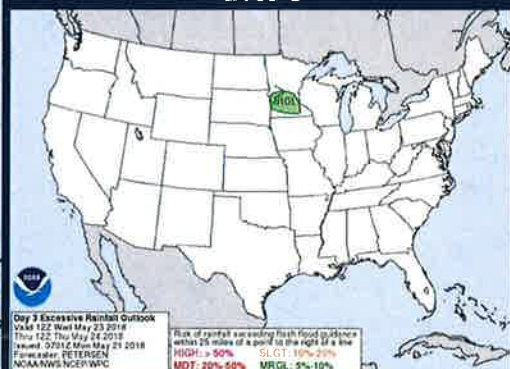 NOAA
Day 3 Excessive Rainfall Outlook
Valid 12Z Wed May 23 2018
Thru 12Z Thu May 24 2018
Issued: 0701Z Mon May 21 2018
Forecaster: PETERSEN
NOAA/NWS/NCEP/WPC
Risk of rainfall exceeding flash flood guidance
within 25 miles of a point to the right of a line
HIGH: > 50% SLGT: 10%-20%
MDT: 20%-50% MRGL: 5%-10%